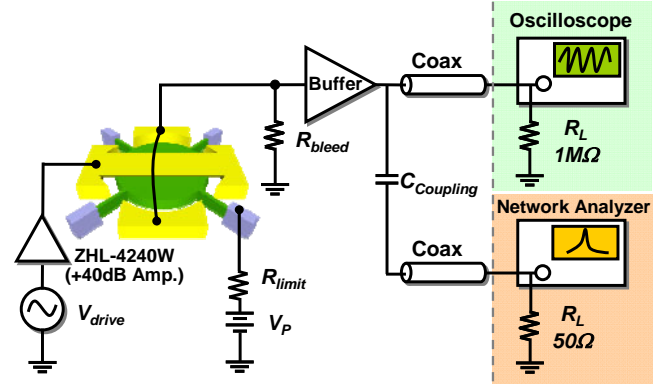 Oscilloscope
Coax
Buffer
R_L
1MΩ
R_bleed
C_Coupling
Network Analyzer
Coax
ZHL-4240W
(+40dB Amp.)
R_limit
V_drive
V_P
R_L
50Ω